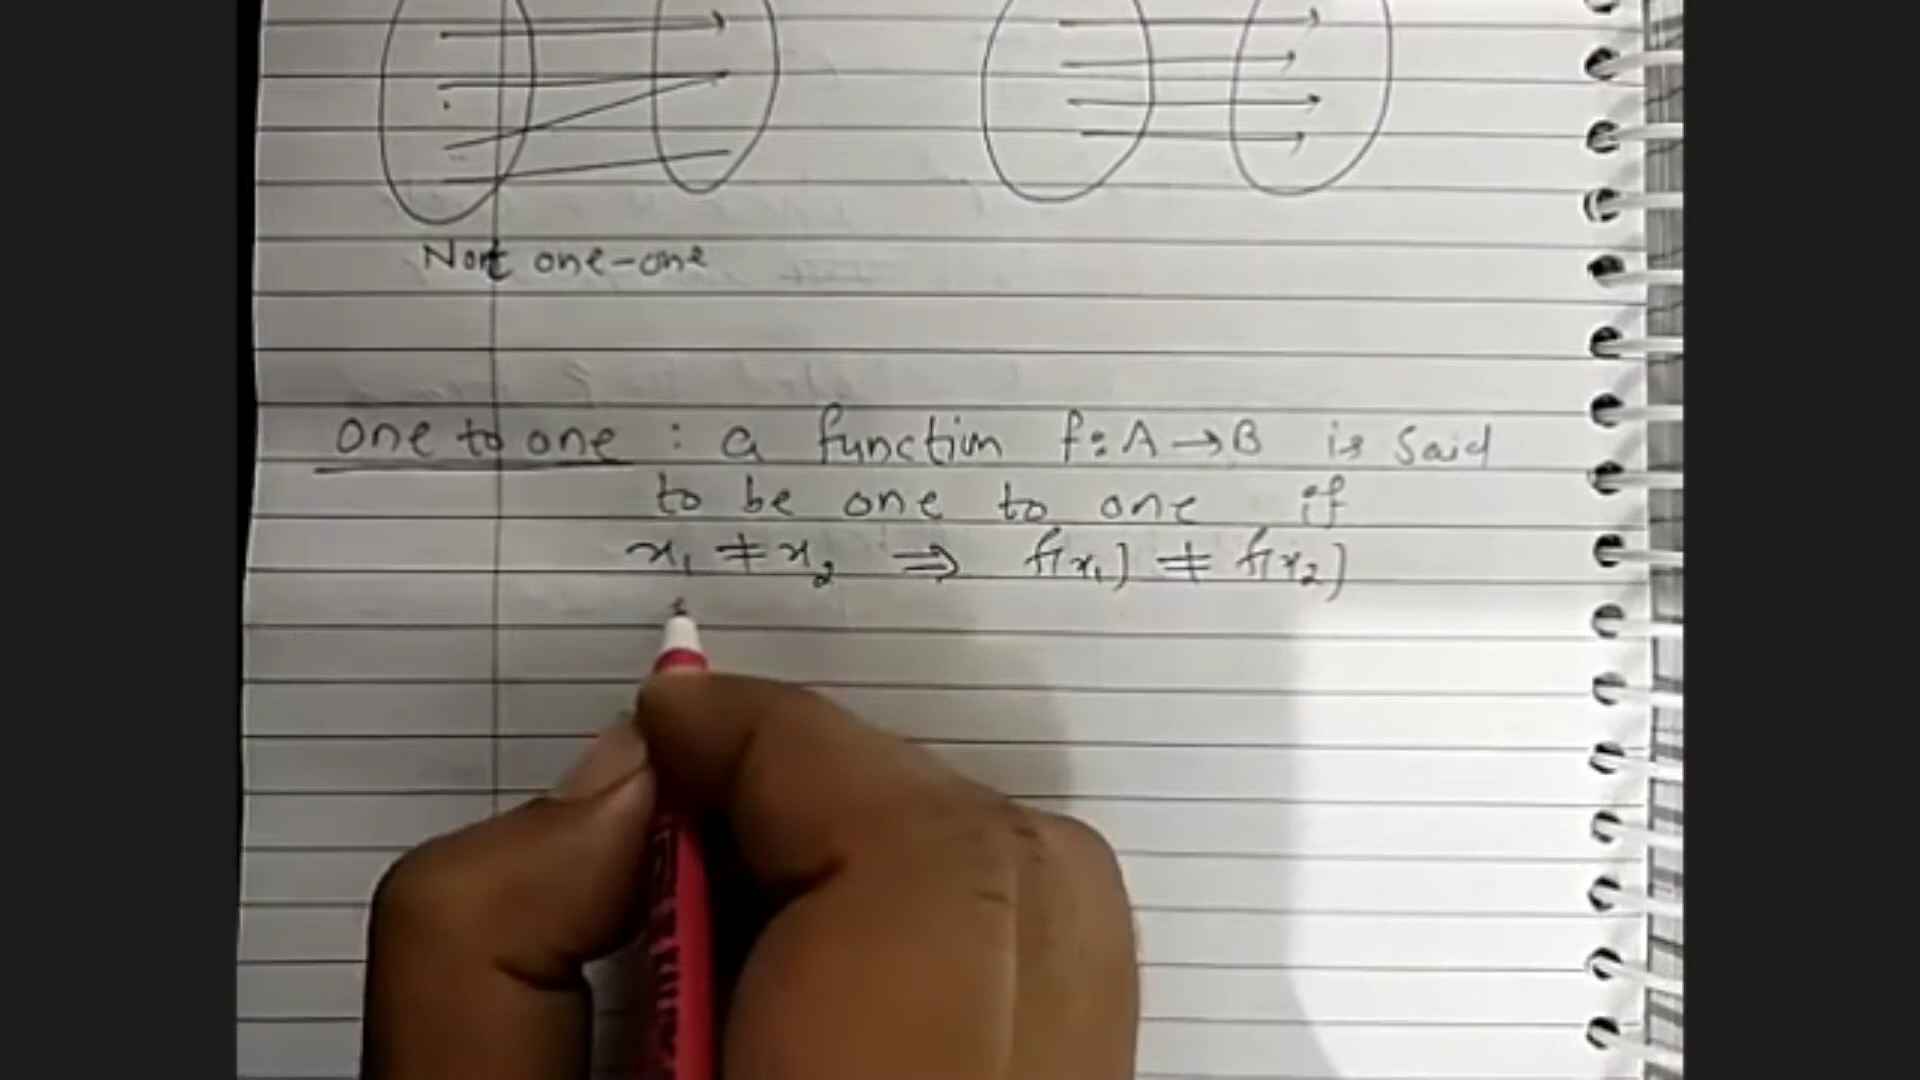 Not one-one
one to one : a function f: A → B is said
to be one to one if
x₁ ≠ x₂ ⇒ f(x₁) ≠ f(x₂)